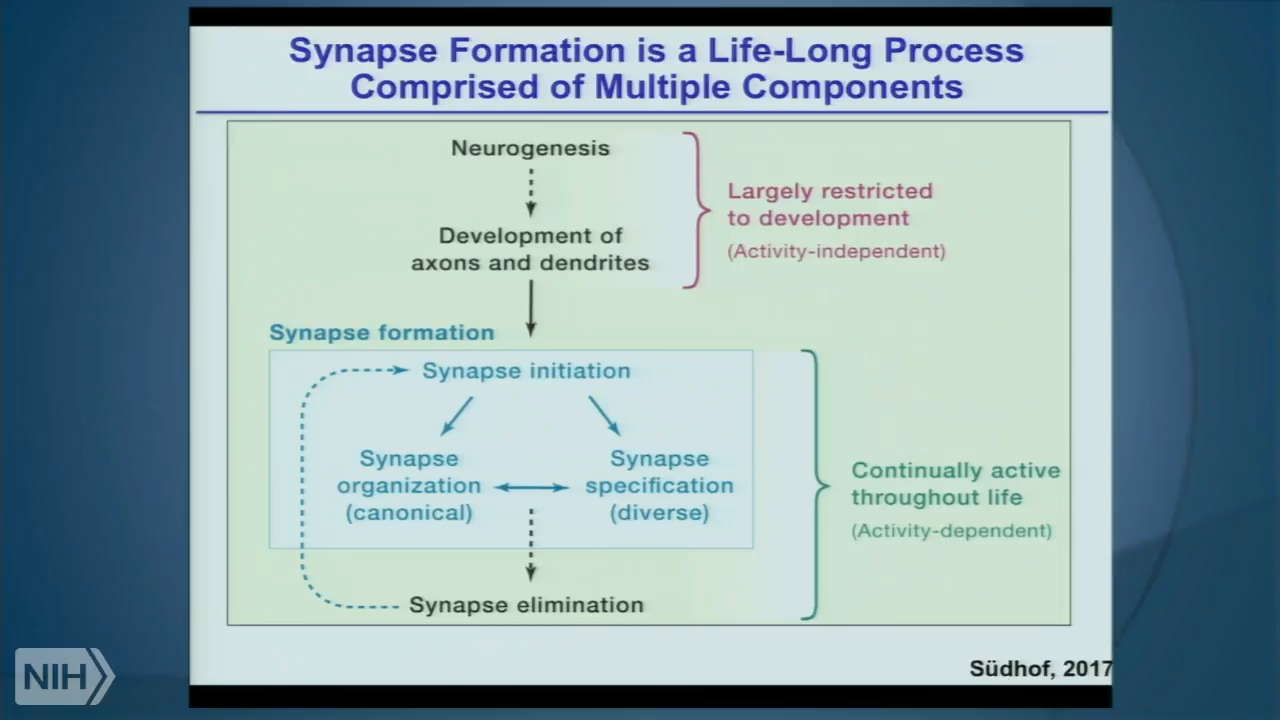 Synapse Formation is a Life-Long Process
Comprised of Multiple Components
Neurogenesis
Development of
axons and dendrites
Largely restricted
to development
(Activity-independent)
Synapse formation
Synapse initiation
Synapse
organization
(canonical)
Synapse
specification
(diverse)
Synapse elimination
Continually active
throughout life
(Activity-dependent)
Südhof, 2017
NIH